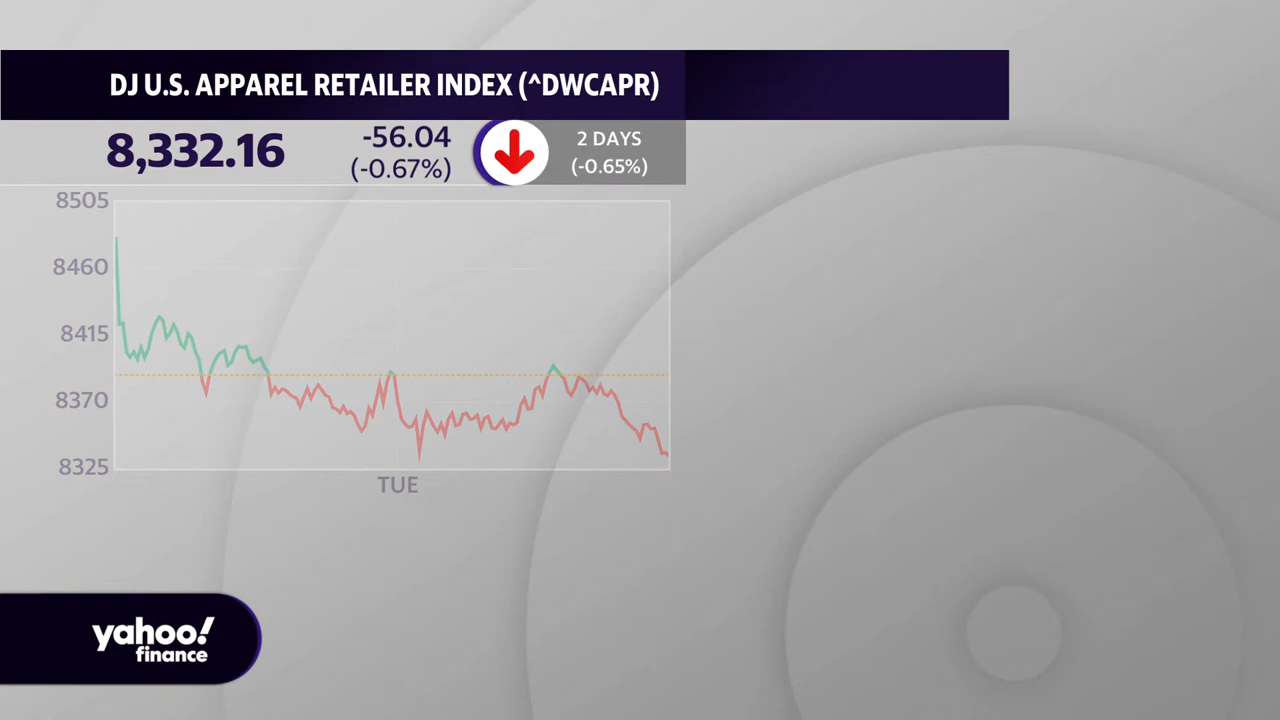 DJ U.S. APPAREL RETAILER INDEX (^DWCAPR)
8,332.16
-56.04
(-0.67%)
2 DAYS
(-0.65%)
8505
8460
8415
8370
8325
TUE
yahoo!
finance